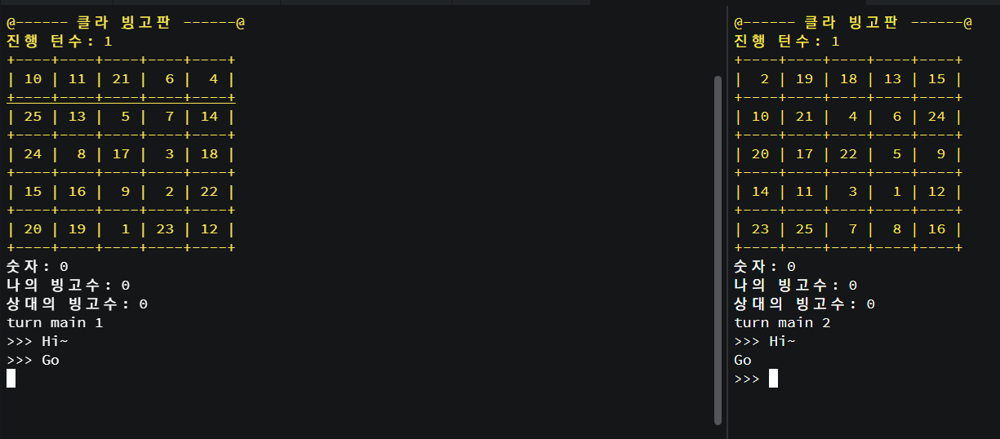 @------ 클라 빙고판 ------@
진행 턴수: 1
+----+----+----+----+----+
| 10 | 11 | 21 |  6 |  4 |
+----+----+----+----+----+
| 25 | 13 |  5 |  7 | 14 |
+----+----+----+----+----+
| 24 |  8 | 17 |  3 | 18 |
+----+----+----+----+----+
| 15 | 16 |  9 |  2 | 22 |
+----+----+----+----+----+
| 20 | 19 |  1 | 23 | 12 |
+----+----+----+----+----+
숫자: 0
나의 빙고수: 0
상대의 빙고수: 0
turn main 1
>>> Hi~
>>> Go
@------ 클라 빙고판 ------@
진행 턴수: 1
+----+----+----+----+----+
|  2 | 19 | 18 | 13 | 15 |
+----+----+----+----+----+
| 10 | 21 |  4 |  6 | 24 |
+----+----+----+----+----+
| 20 | 17 | 22 |  5 |  9 |
+----+----+----+----+----+
| 14 | 11 |  3 |  1 | 12 |
+----+----+----+----+----+
| 23 | 25 |  7 |  8 | 16 |
+----+----+----+----+----+
숫자: 0
나의 빙고수: 0
상대의 빙고수: 0
turn main 2
>>> Hi~
Go
>>>